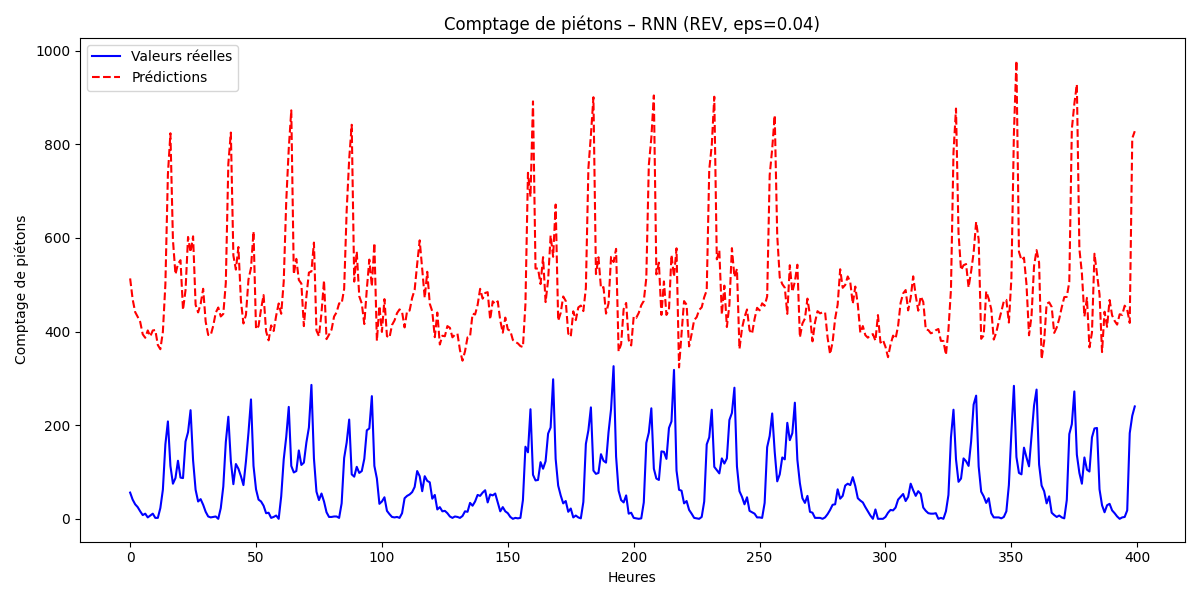 Comptage de piétons – RNN (REV, eps=0.04)
Valeurs réelles
Prédictions
Comptage de piétons
1000
800
600
400
200
0
0 50 100 150 200 250 300 350 400
Heures